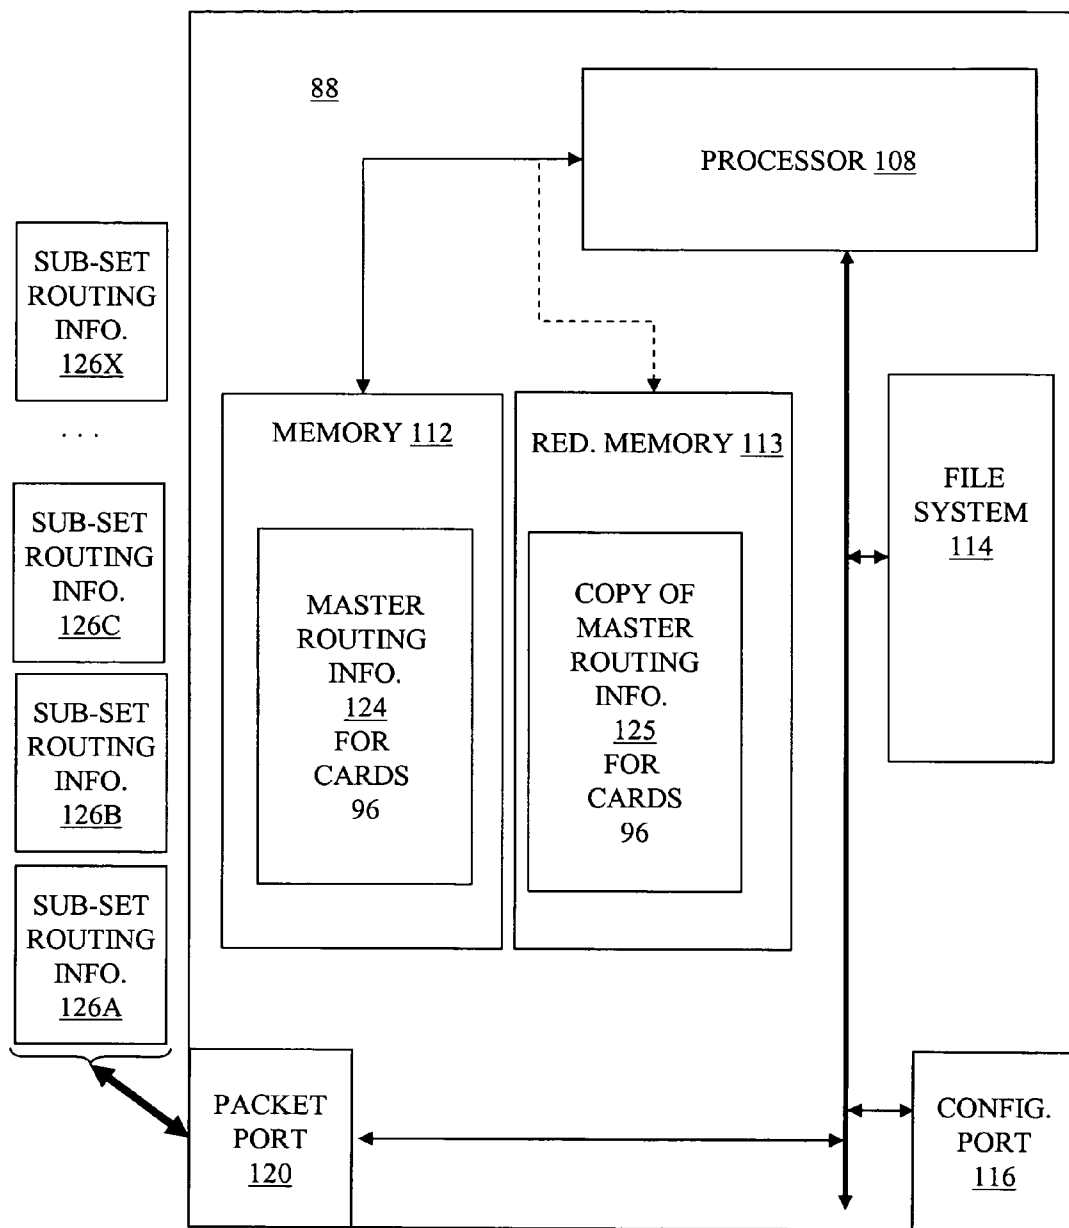 88
PROCESSOR 108
SUB-SET
ROUTING
INFO.
126X
. . .
SUB-SET
ROUTING
INFO.
126C
SUB-SET
ROUTING
INFO.
126B
SUB-SET
ROUTING
INFO.
126A
MEMORY 112
MASTER
ROUTING
INFO.
124
FOR
CARDS
96
RED. MEMORY 113
COPY OF
MASTER
ROUTING
INFO.
125
FOR
CARDS
96
FILE
SYSTEM
114
PACKET
PORT
120
CONFIG.
PORT
116